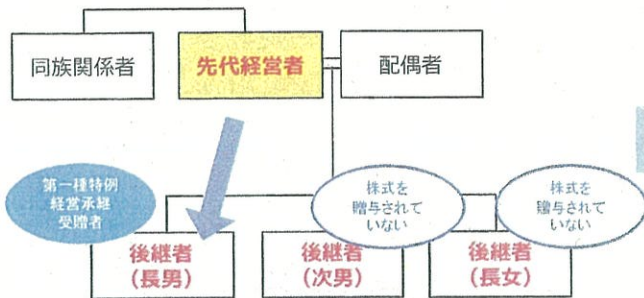 同族関係者
先代経営者
配偶者
第一種特例
経営承継
受贈者
株式を
贈与されて
いない
株式を
贈与されて
いない
後継者
(長男)
後継者
(次男)
後継者
(長女)